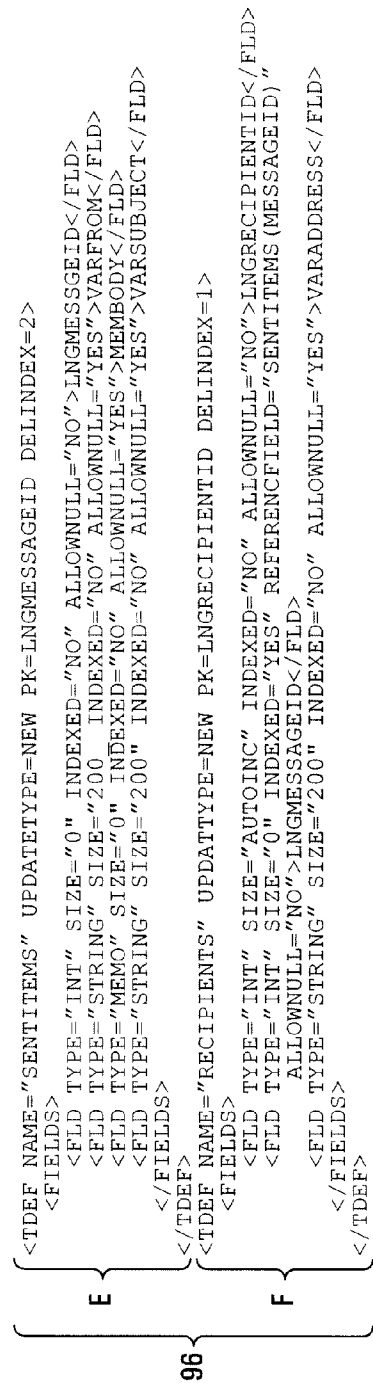 <TDEF NAME="SENTITEMS" UPDATETYPE=NEW PK=LNGMESSAGEID DELINDEX=2>
<FIELDS>
<FLD TYPE="INT" SIZE="0" INDEXED="NO" ALLOWNULL="NO">LNGMESSGEID</FLD>
<FLD TYPE="STRING" SIZE="200 INDEXED="NO" ALLOWNULL="YES">VARFROM</FLD>
<FLD TYPE="MEMO" SIZE="0" INDEXED="NO" ALLOWNULL="YES">MEMBODY</FLD>
<FLD TYPE="STRING" SIZE="200" INDEXED="NO" ALLOWNULL="YES">VARSUBJECT</FLD>
</FIELDS>
</TDEF>
<TDEF NAME="RECIPIENTS" UPDATTYPE=NEW PK=LNGRECIPIENTID DELINDEX=1>
<FIELDS>
<FLD TYPE="INT" SIZE="AUTOINC" INDEXED="NO" ALLOWNULL="NO">LNGRECIPIENTID</FLD>
<FLD TYPE="INT" SIZE="0" INDEXED="YES" REFERENCFIELD="SENTITEMS(MESSAGEID)"
ALLOWNULL="NO">LNGMESSAGEID</FLD>
<FLD TYPE="STRING" SIZE="200" INDEXED="NO" ALLOWNULL="YES">VARADDRESS</FLD>
</FIELDS>
</TDEF>
E
F
96